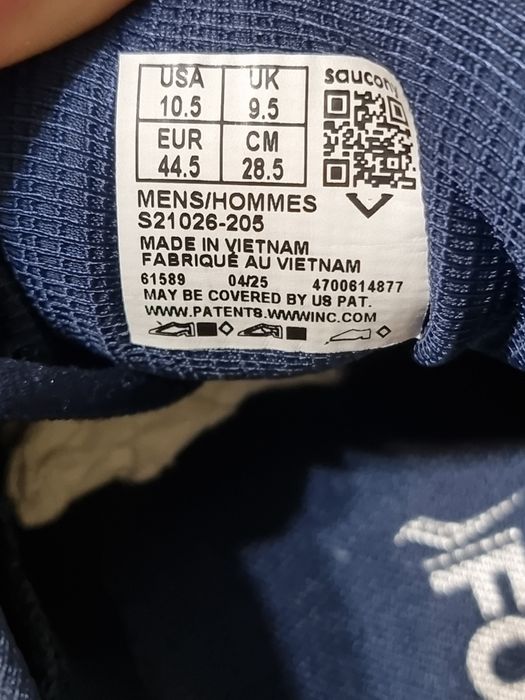 USA UK saucony
10.5 9.5
EUR CM
44.5 28.5
MENS/HOMMES
S21026-205
MADE IN VIETNAM
FABRIQUÉ AU VIETNAM
61589 04/25 4700614877
MAY BE COVERED BY US PAT.
WWW.PATENTS.WWWINC.COM
FO